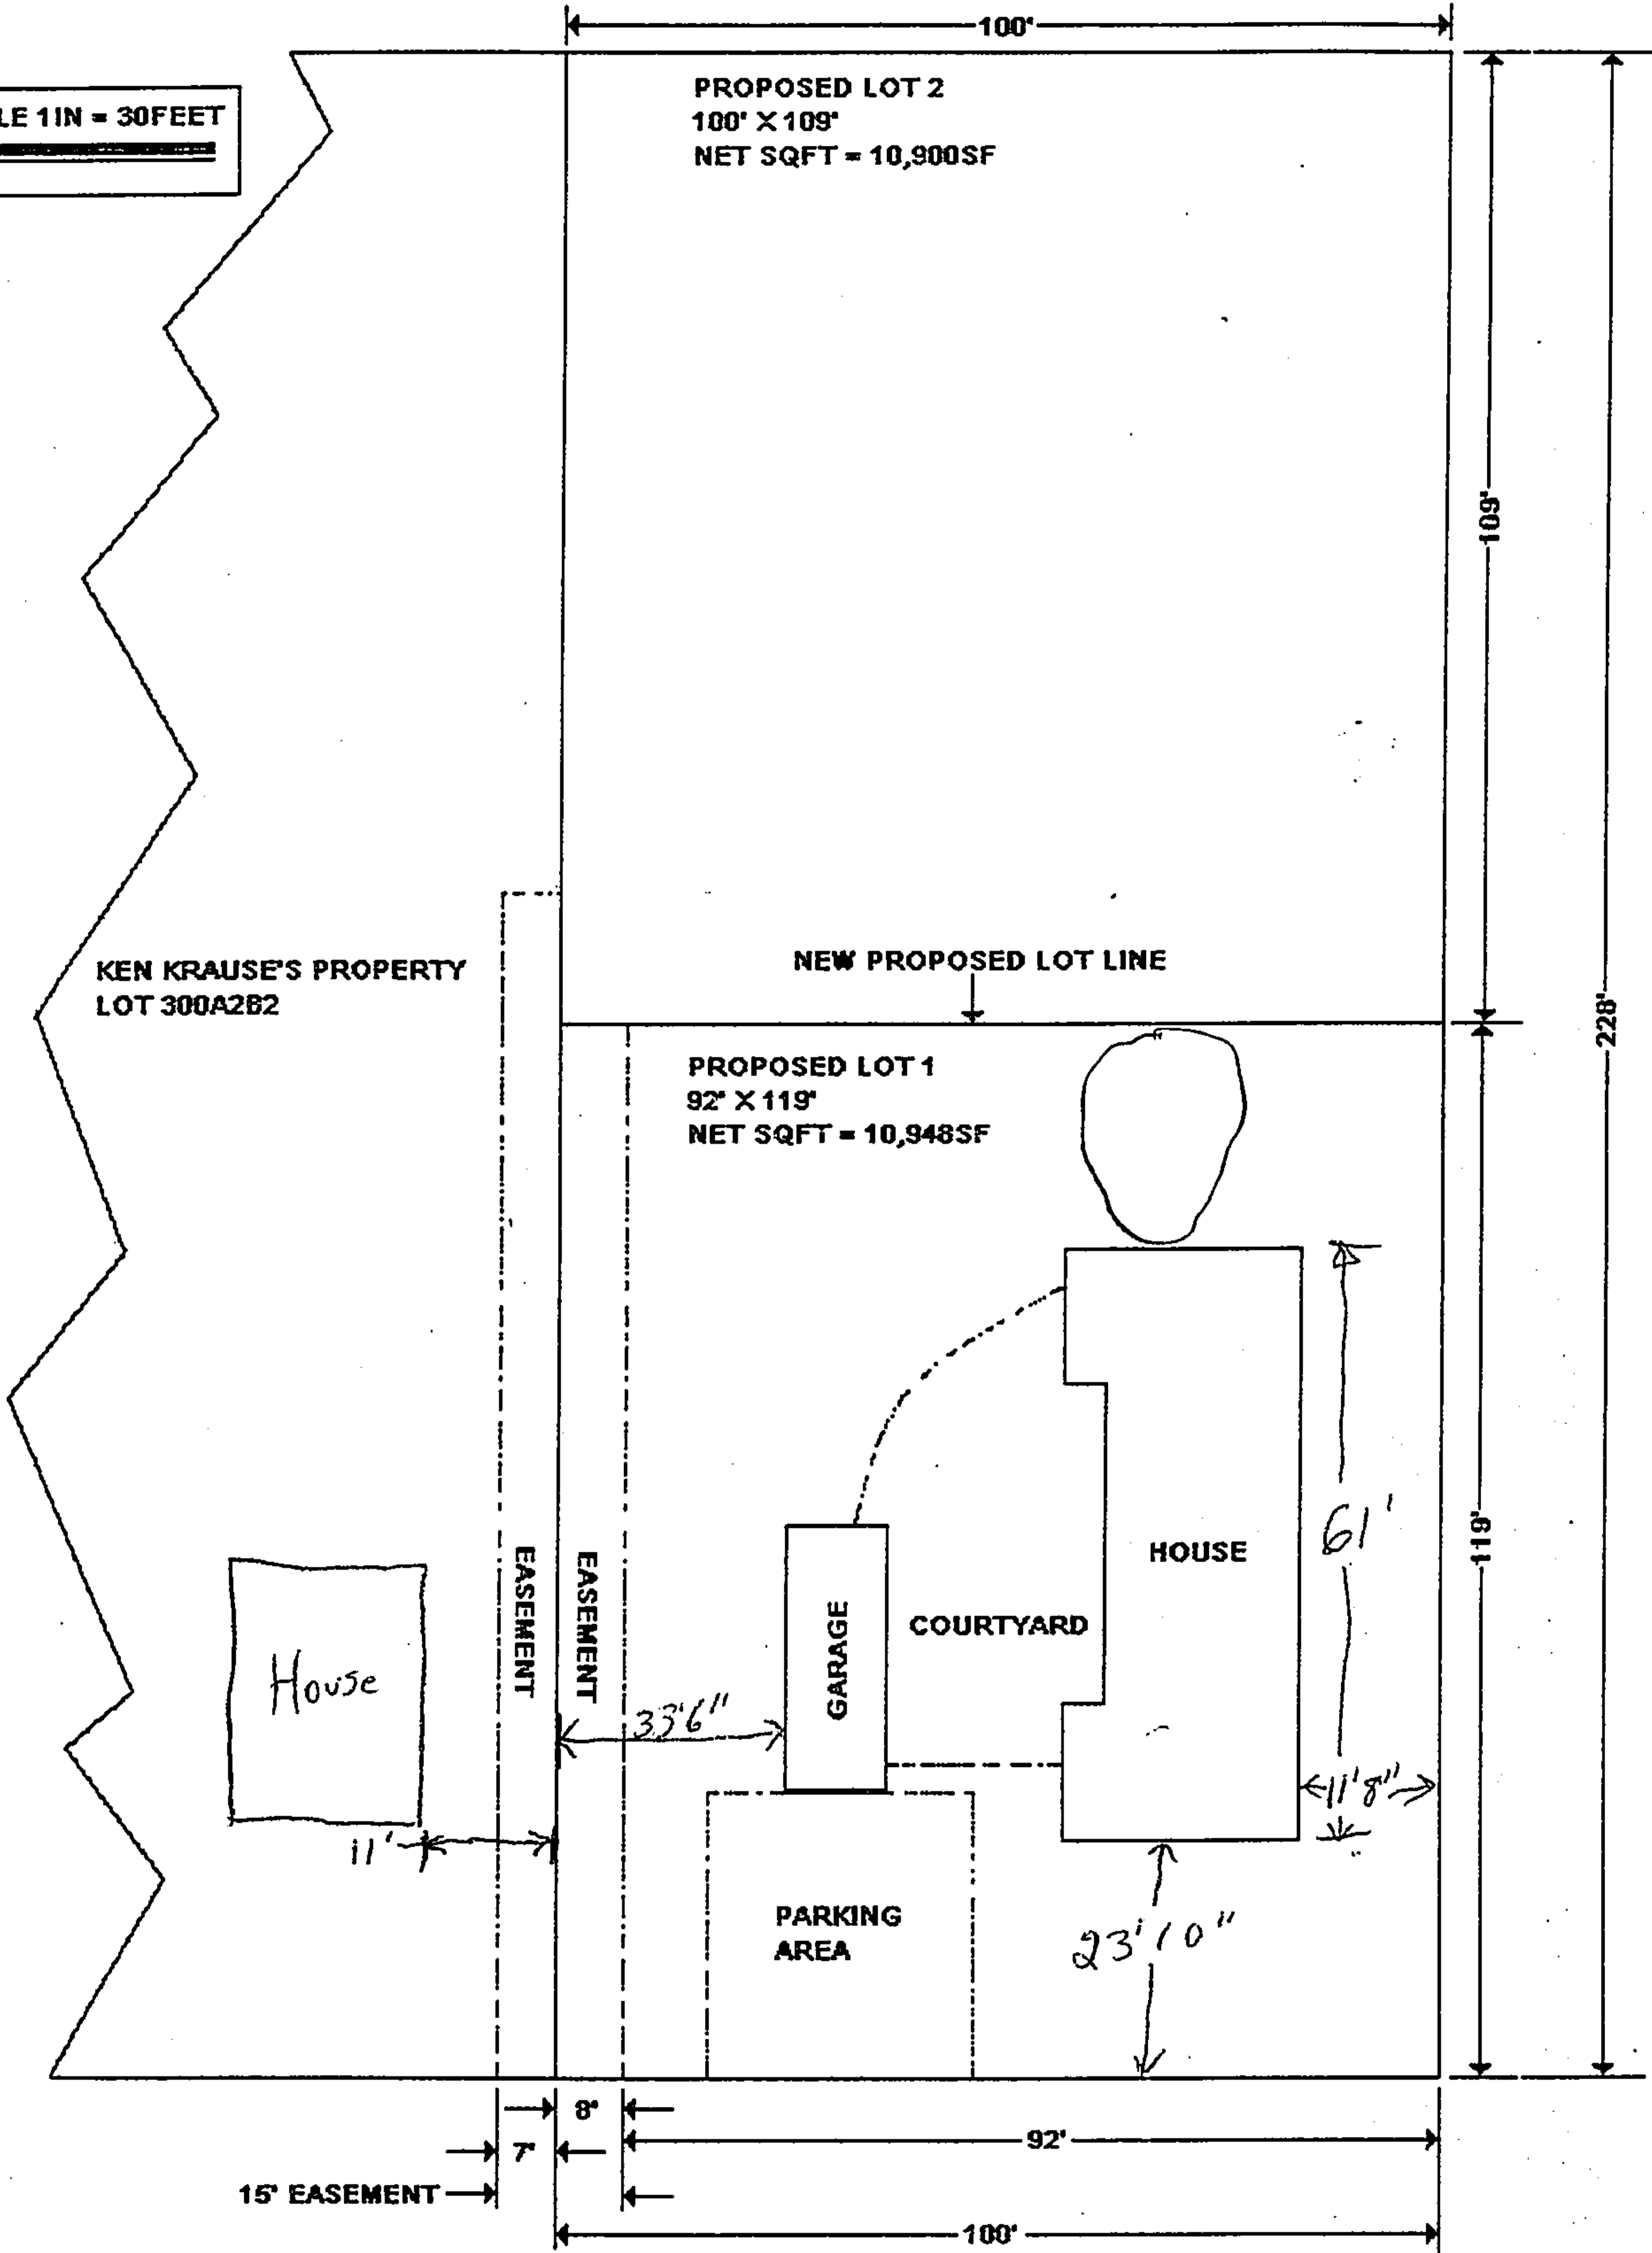 100'
LE 1IN = 30FEET
PROPOSED LOT 2
100' X 109'
NET SQFT = 10,900SF
109'
228'
KEN KRAUSE'S PROPERTY
LOT 300A2B2
NEW PROPOSED LOT LINE
PROPOSED LOT 1
92' X 119'
NET SQFT = 10,948SF
119'
61'
HOUSE
EASEMENT
EASEMENT
GARAGE
COURTYARD
House
33'6"
11'8"
11'
PARKING
AREA
23'10"
8'
7'
92'
15' EASEMENT
100'